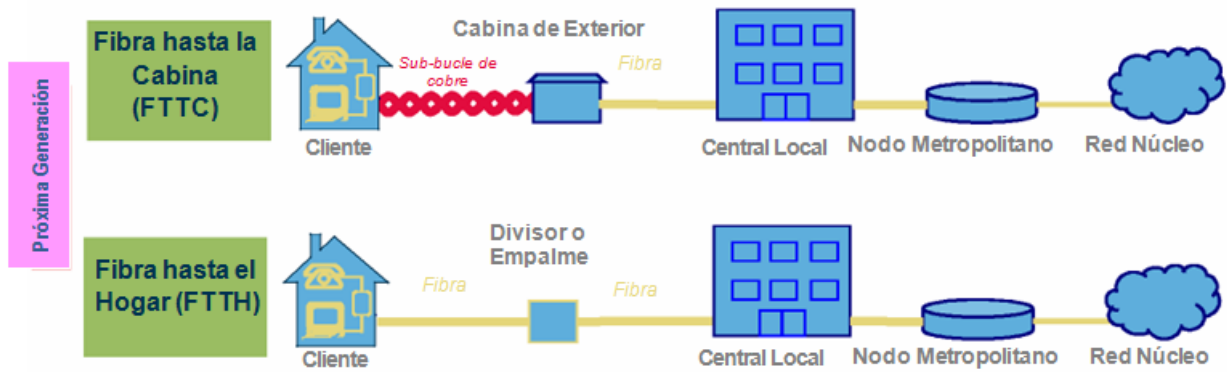 Próxima Generación
Fibra hasta la
Cabina
(FTTC)
Cabina de Exterior
Sub-bucle de
cobre
Fibra
Cliente
Central Local
Nodo Metropolitano
Red Núcleo
Fibra hasta el
Hogar (FTTH)
Divisor o
Empalme
Fibra
Fibra
Cliente
Central Local
Nodo Metropolitano
Red Núcleo